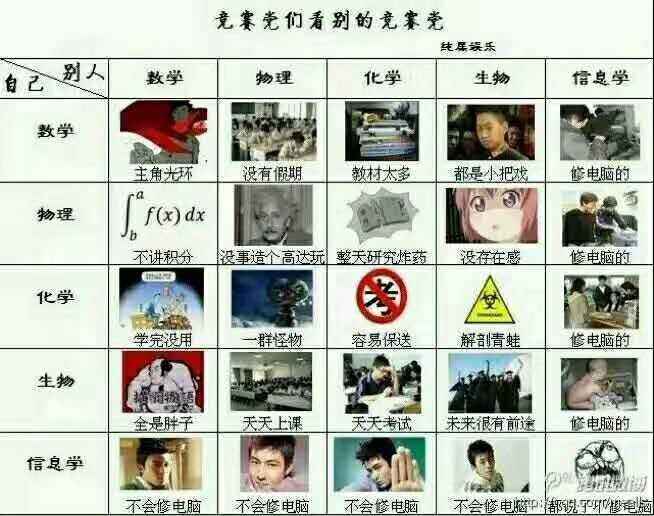 竞赛党们看别的竞赛党
纯属娱乐
别人
自己 数学 物理 化学 生物 信息学
数学
主角光环 没有假期 教材太多 都是小把戏 修电脑的
物理
∫ₐᵇ f(x) dx
不讲积分 没事造个高达玩 整天研究炸药 没存在感 修电脑的
化学
考
学完没用 一群怪物 容易保送 解剖青蛙 修电脑的
生物
全是胖子 天天上课 天天考试 未来很有前途 修电脑的
信息学
不会修电脑 不会修电脑 不会修电脑 不会修电脑 都说了不修电脑